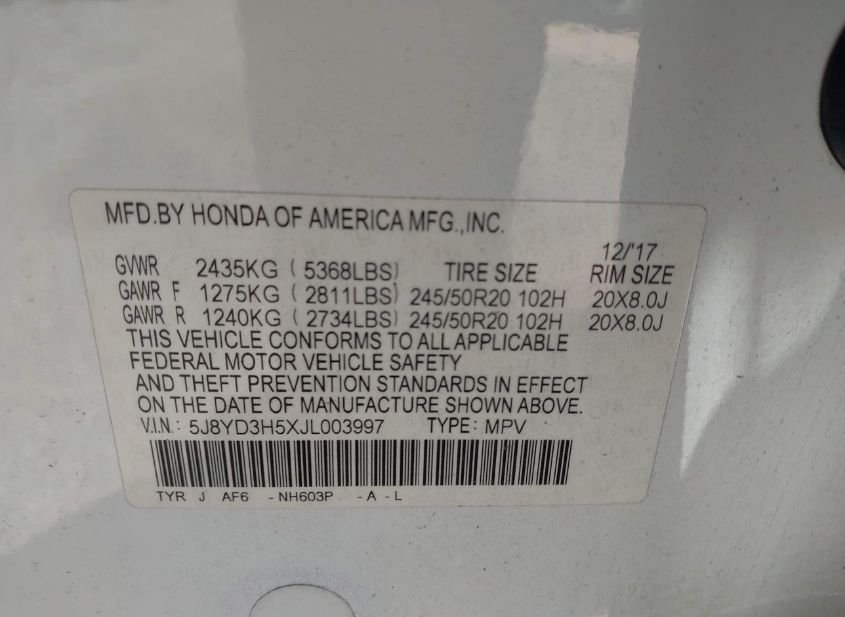 MFD.BY HONDA OF AMERICA MFG.,INC.
12/'17
GVWR 2435KG ( 5368LBS) TIRE SIZE RIM SIZE
GAWR F 1275KG ( 2811LBS) 245/50R20 102H 20X8.0J
GAWR R 1240KG ( 2734LBS) 245/50R20 102H 20X8.0J
THIS VEHICLE CONFORMS TO ALL APPLICABLE
FEDERAL MOTOR VEHICLE SAFETY
AND THEFT PREVENTION STANDARDS IN EFFECT
ON THE DATE OF MANUFACTURE SHOWN ABOVE.
V.I.N.: 5J8YD3H5XJL003997 TYPE: MPV
TYR J AF6 -NH603P -A-L